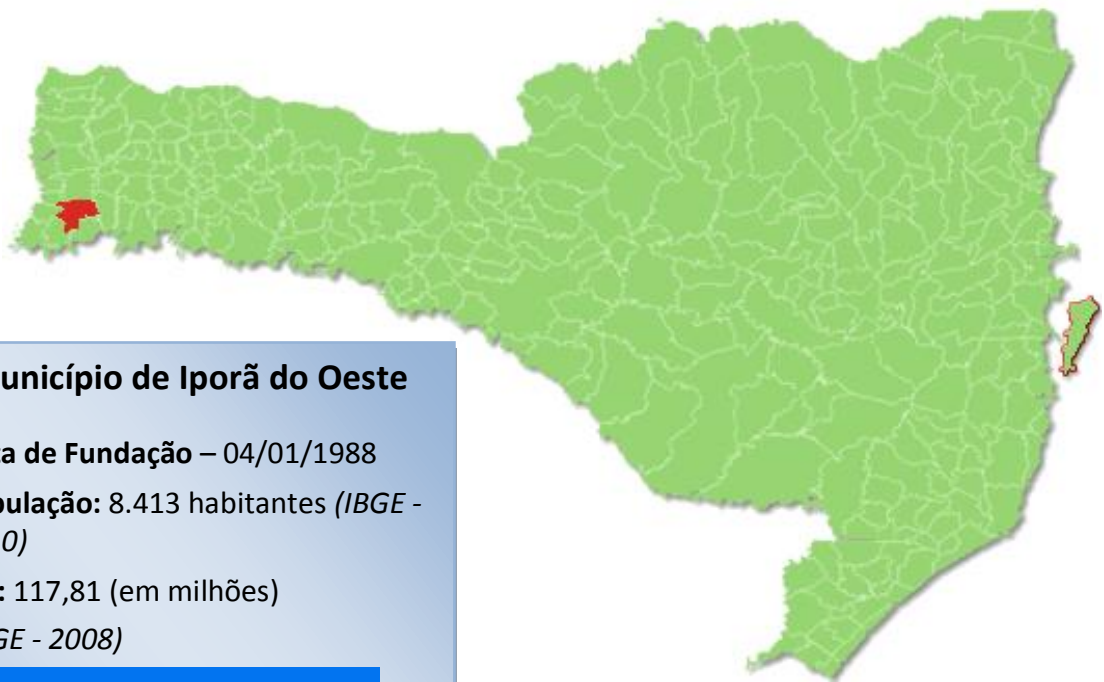 unicípio de Iporã do Oeste
a de Fundação – 04/01/1988
pulação: 8.413 habitantes (IBGE -
0)
: 117,81 (em milhões)
GE - 2008)